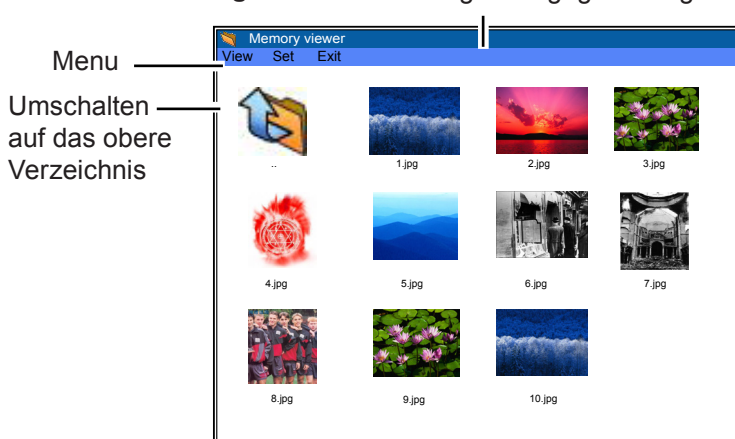 Memory viewer
View Set Exit
Menu
Umschalten
auf das obere
Verzeichnis
..
1.jpg
2.jpg
3.jpg
4.jpg
5.jpg
6.jpg
7.jpg
8.jpg
9.jpg
10.jpg